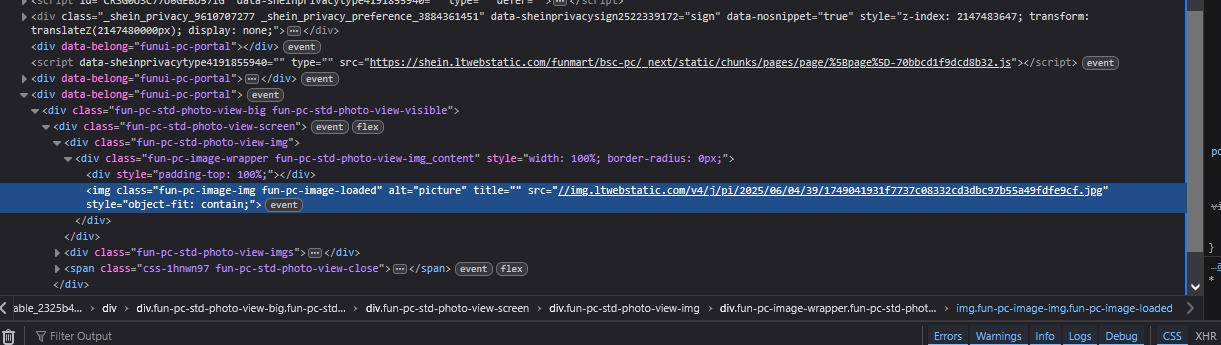 <div class="_shein_privacy_9610707277 _shein_privacy_preference_3884361451" data-sheinprivacysign2522339172="sign" data-nosnippet="true" style="z-index: 2147483647; transform:
translateZ(2147480000px); display: none;"> ⋯ </div>
<div data-belong="funui-pc-portal"></div> event
<script data-sheinprivacytype4191855940="" type="" src="https://shein.ltwebstatic.com/funmart/bsc-pc/_next/static/chunks/pages/page/%5Bpage%5D-70bbcd1f9dcd8b32.js"></script> event
<div data-belong="funui-pc-portal"> ⋯ </div> event
<div data-belong="funui-pc-portal"> event
<div class="fun-pc-std-photo-view-big fun-pc-std-photo-view-visible">
<div class="fun-pc-std-photo-view-screen"> event flex
<div class="fun-pc-std-photo-view-img">
<div class="fun-pc-image-wrapper fun-pc-std-photo-view-img_content" style="width: 100%; border-radius: 0px;">
<div style="padding-top: 100%;"></div>
<img class="fun-pc-image-img fun-pc-image-loaded" alt="picture" title="" src="//img.ltwebstatic.com/v4/j/pi/2025/06/04/39/1749041931f7737c08332cd3dbc97b55a49fdfe9cf.jpg"
style="object-fit: contain;"> event
</div>
</div>
<div class="fun-pc-std-photo-view-imgs"> ⋯ </div>
<span class="css-1hnwn97 fun-pc-std-photo-view-close"> ⋯ </span> event flex
</div>
}
*
able_2325b4... > div > div.fun-pc-std-photo-view-big.fun-pc-std... > div.fun-pc-std-photo-view-screen > div.fun-pc-std-photo-view-img > div.fun-pc-image-wrapper.fun-pc-std-phot... > img.fun-pc-image-img.fun-pc-image-loaded
Filter Output Errors Warnings Info Logs Debug CSS XHR